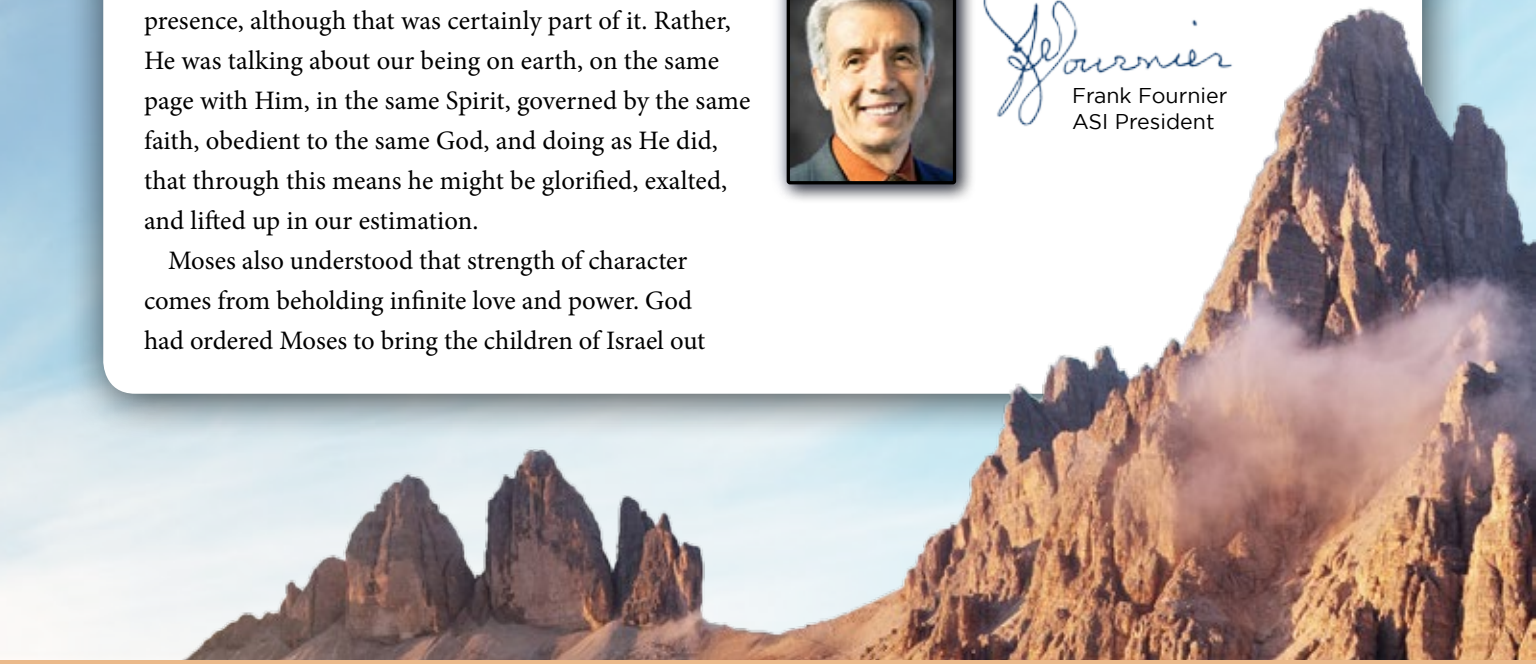 presence, although that was certainly part of it. Rather,
He was talking about our being on earth, on the same
page with Him, in the same Spirit, governed by the same
faith, obedient to the same God, and doing as He did,
that through this means he might be glorified, exalted,
and lifted up in our estimation.
Moses also understood that strength of character
comes from beholding infinite love and power. God
had ordered Moses to bring the children of Israel out
Fournier
Frank Fournier
ASI President